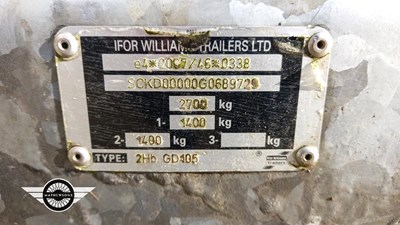 IFOR WILLIAMS TRAILERS LTD
e4*2007/46*0338
SCKD00000G0689729
2700 kg
1- 1400 kg
2- 1400 kg 3- kg
TYPE: 2Hb GD105
MATHEWSONS